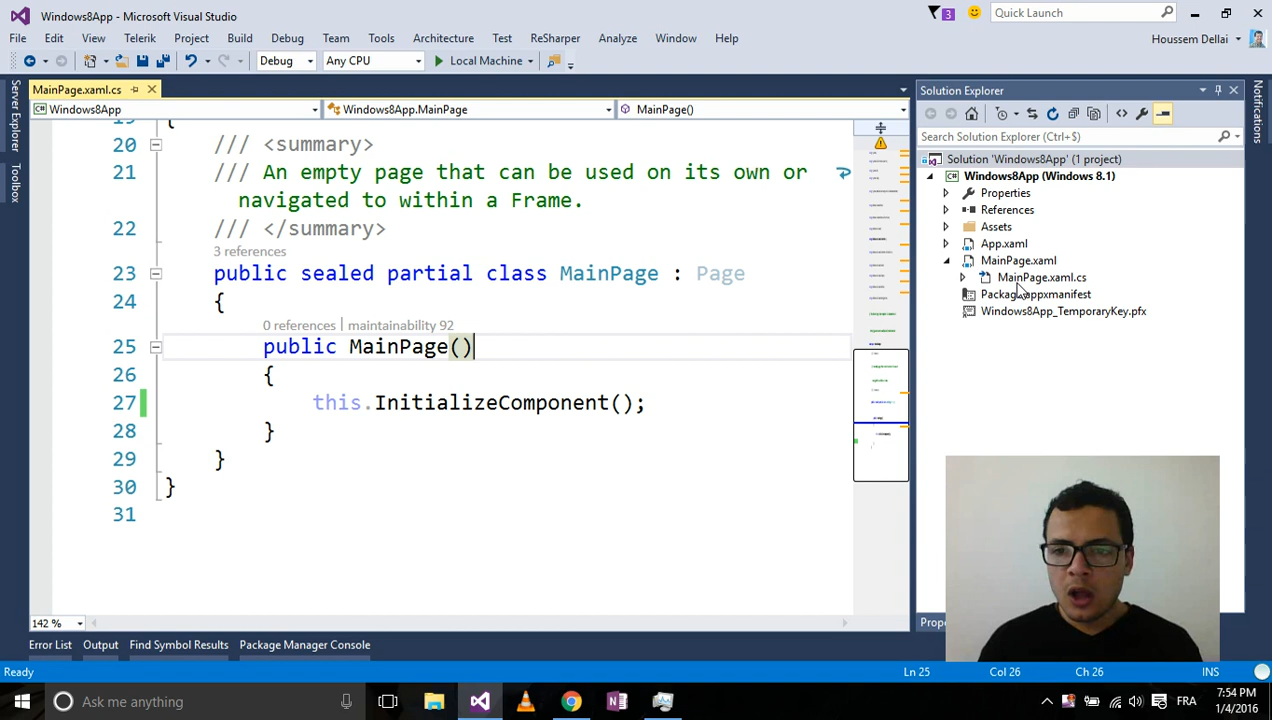 Windows8App - Microsoft Visual Studio
3
Quick Launch
File Edit View Telerik Project Build Debug Team Tools Architecture Test ReSharper Analyze Window Help
Houssem Dellai
Debug Any CPU Local Machine
MainPage.xaml.cs
Windows8App Windows8App.MainPage MainPage()
Server Explorer
Toolbox
20 /// <summary>
21 /// An empty page that can be used on its own or
navigated to within a Frame.
22 /// </summary>
3 references
23 public sealed partial class MainPage : Page
24 {
0 references | maintainability 92
25 public MainPage()
26 {
27 this.InitializeComponent();
28 }
29 }
30 }
31
142 %
Solution Explorer
Search Solution Explorer (Ctrl+$)
Solution 'Windows8App' (1 project)
C# Windows8App (Windows 8.1)
Properties
References
Assets
App.xaml
MainPage.xaml
MainPage.xaml.cs
Package.appxmanifest
Windows8App_TemporaryKey.pfx
Notifications
Error List Output Find Symbol Results Package Manager Console
Ready Ln 25 Col 26 Ch 26 INS
Ask me anything
FRA
7:54 PM
1/4/2016